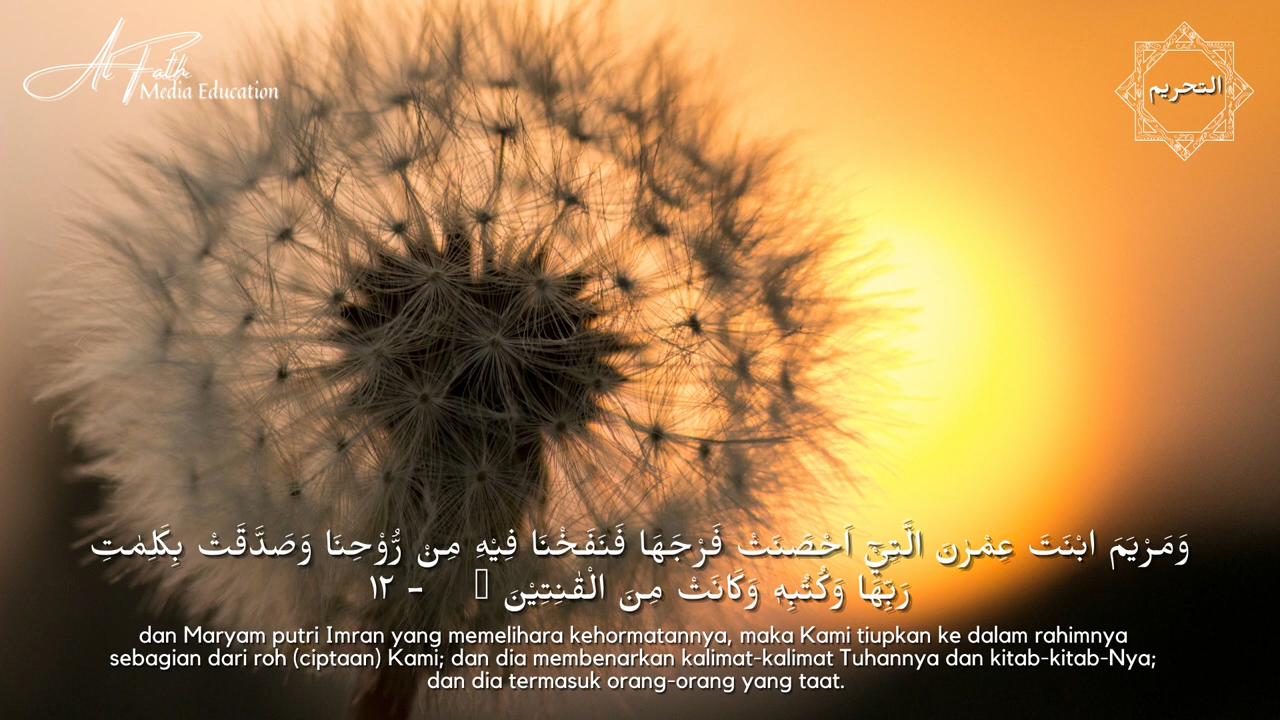 Al Fath
Media Education
التحريم
وَمَرْيَمَ ابْنَتَ عِمْرٰنَ الَّتِيْٓ اَحْصَنَتْ فَرْجَهَا فَنَفَخْنَا فِيْهِ مِنْ رُّوْحِنَا وَصَدَّقَتْ بِكَلِمٰتِ
رَبِّهَا وَكُتُبِهٖ وَكَانَتْ مِنَ الْقٰنِتِيْنَ ࣖ - ١٢
dan Maryam putri Imran yang memelihara kehormatannya, maka Kami tiupkan ke dalam rahimnya
sebagian dari roh (ciptaan) Kami; dan dia membenarkan kalimat-kalimat Tuhannya dan kitab-kitab-Nya;
dan dia termasuk orang-orang yang taat.